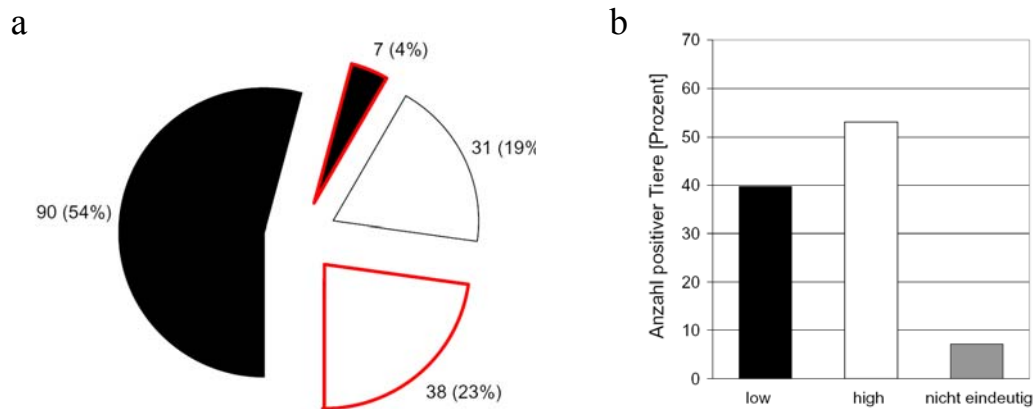 a
7 (4%)
31 (19%
90 (54%)
38 (23%)
b
Anzahl positiver Tiere [Prozent]
70
60
50
40
30
20
10
0
low
high
nicht eindeutig